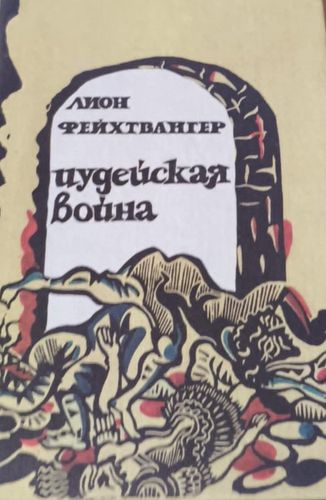 Лион
Фейхтвангер
иудейская
война